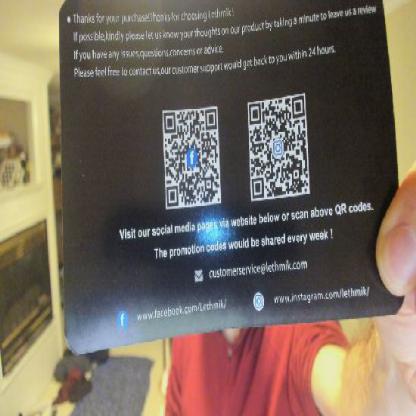 • Thanks for your purchase!Thanks for choosing Lethmik!
If possible,kindly please let us know your thoughts on our product by taking a minute to leave us a review
If you have any issues,questions,concerns or advice.
Please feel free to contact us,our customer support would get back to you within 24 hours.
Visit our social media pages via website below or scan above QR codes.
The promotion codes would be shared every week !
customerservice@lethmik.com
www.facebook.com/Lethmik/ www.instagram.com/lethmik/